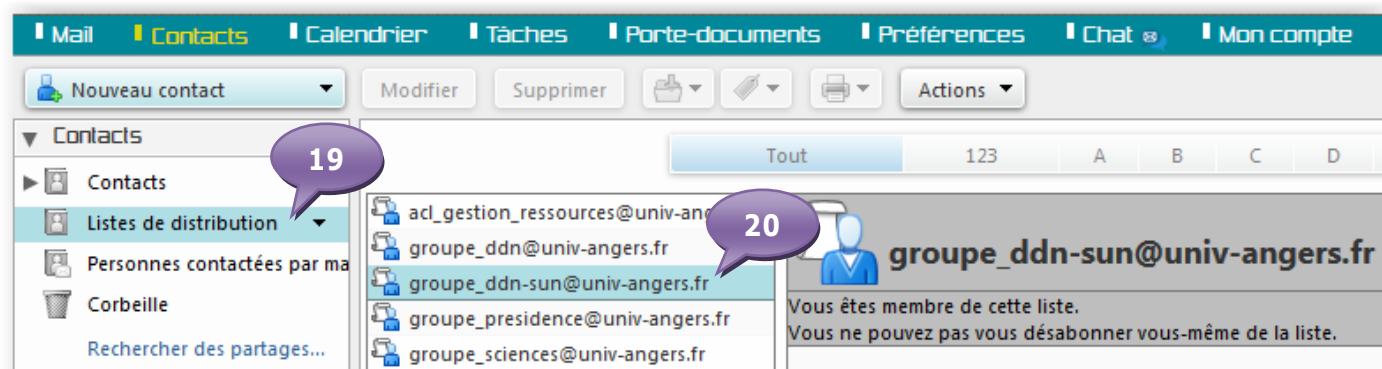 Mail Contacts Calendrier Tâches Porte-documents Préférences Chat Mon compte
Nouveau contact Modifier Supprimer Actions
Contacts
19
Tout 123 A B C D
Contacts
Listes de distribution
Personnes contactées par ma
Corbeille
Rechercher des partages...
acl_gestion_ressources@univ-ang
20
groupe_ddn@univ-angers.fr
groupe_ddn-sun@univ-angers.fr
groupe_presidence@univ-angers.fr
groupe_sciences@univ-angers.fr
groupe_ddn-sun@univ-angers.fr
Vous êtes membre de cette liste.
Vous ne pouvez pas vous désabonner vous-même de la liste.